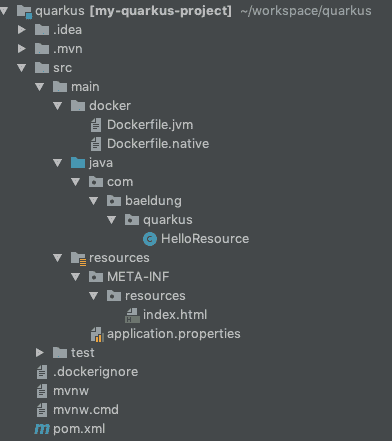 quarkus [my-quarkus-project] ~/workspace/quarkus
.idea
.mvn
src
main
docker
Dockerfile.jvm
Dockerfile.native
java
com
baeldung
quarkus
HelloResource
resources
META-INF
resources
index.html
application.properties
test
.dockerignore
mvnw
mvnw.cmd
pom.xml